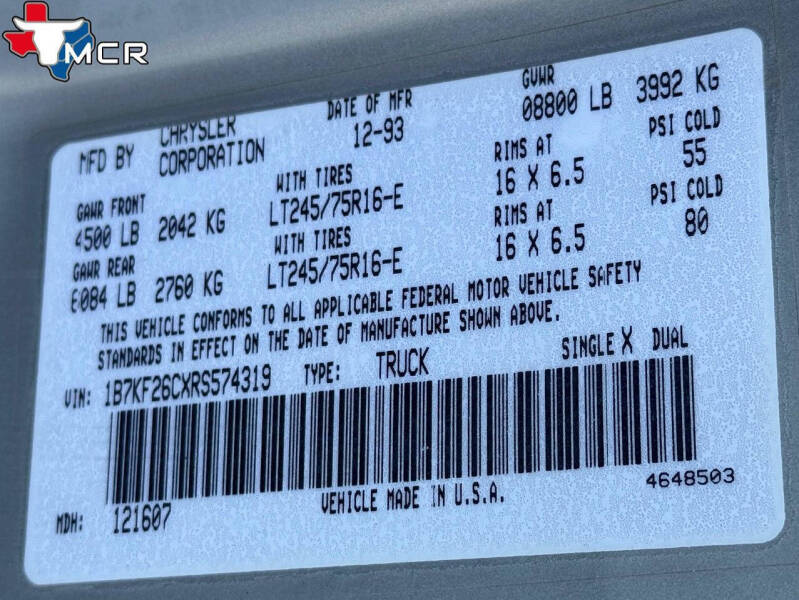 MCR
MFD BY CHRYSLER CORPORATION
DATE OF MFR 12-93
GVWR 08800 LB 3992 KG
GAWR FRONT WITH TIRES RIMS AT PSI COLD
4500 LB 2042 KG LT245/75R16-E 16 X 6.5 55
GAWR REAR WITH TIRES RIMS AT PSI COLD
6084 LB 2760 KG LT245/75R16-E 16 X 6.5 80
THIS VEHICLE CONFORMS TO ALL APPLICABLE FEDERAL MOTOR VEHICLE SAFETY
STANDARDS IN EFFECT ON THE DATE OF MANUFACTURE SHOWN ABOVE.
VIN: 1B7KF26CXRS574319 TYPE: TRUCK SINGLE X DUAL
MDH: 121607 VEHICLE MADE IN U.S.A. 4648503